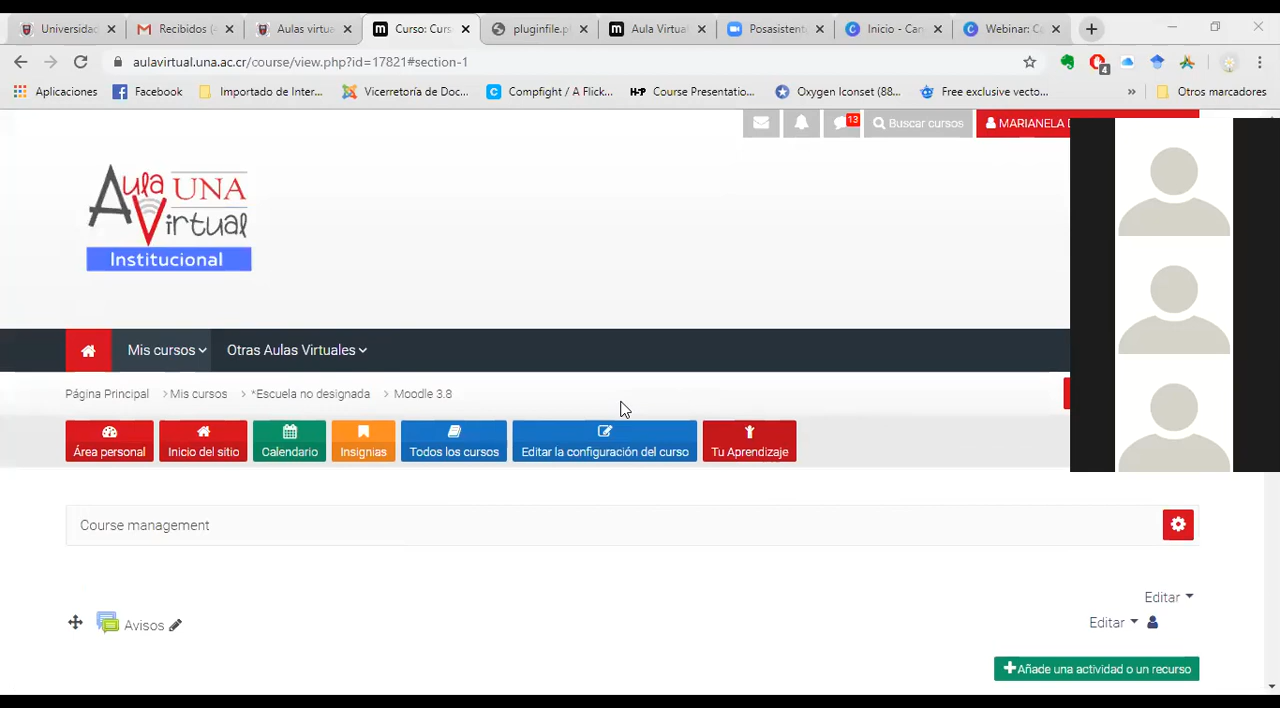 Universidad
Recibidos (
Aulas virtua
Curso: Curs
pluginfile.p
Aula Virtual
Posasistent
Inicio - Can
Webinar: C
aulavirtual.una.ac.cr/course/view.php?id=17821#section-1
4
Aplicaciones
Facebook
Importado de Inter...
Vicerretoría de Doc...
Compfight / A Flick...
Course Presentatio...
Oxygen Iconset (88...
Free exclusive vecto...
»
Otros marcadores
13
Buscar cursos
MARIANELA
Aula UNA
Virtual
Institucional
Mis cursos
Otras Aulas Virtuales
Página Principal > Mis cursos > *Escuela no designada > Moodle 3.8
Área personal
Inicio del sitio
Calendario
Insignias
Todos los cursos
Editar la configuración del curso
Tu Aprendizaje
Course management
Editar
Avisos
Editar
+Añade una actividad o un recurso